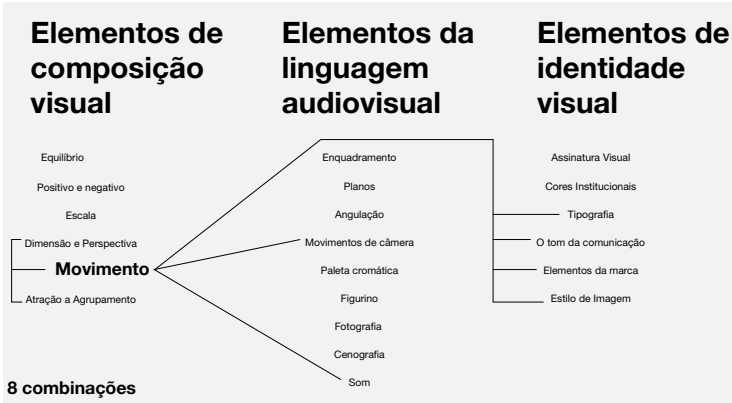 Elementos de
composição
visual
Equilíbrio
Positivo e negativo
Escala
Dimensão e Perspectiva
Movimento
Atração a Agrupamento
8 combinações
Elementos da
linguagem
audiovisual
Enquadramento
Planos
Angulação
Movimentos de câmera
Paleta cromática
Figurino
Fotografia
Cenografia
Som
Elementos de
identidade
visual
Assinatura Visual
Cores Institucionais
Tipografia
O tom da comunicação
Elementos da marca
Estilo de Imagem